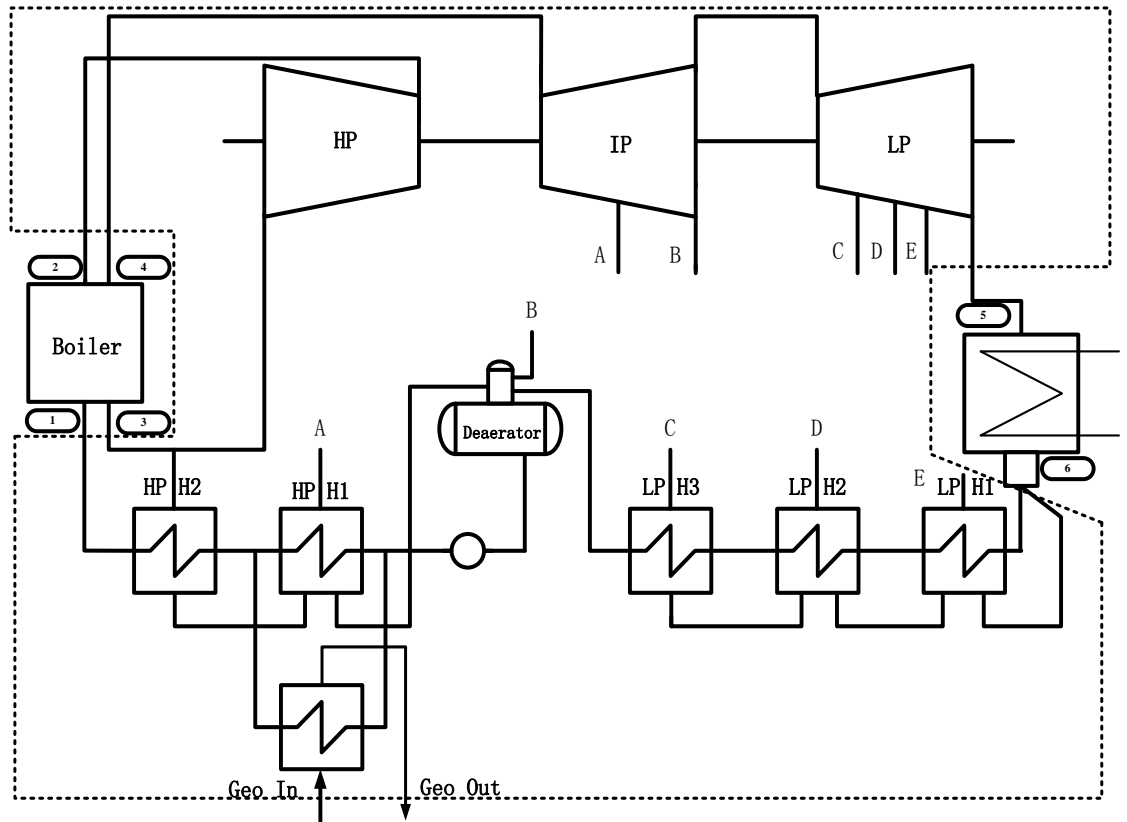 HP
IP
LP
A
B
C
D
E
2
4
Boiler
1
3
B
Deaerator
5
6
A
C
D
E
HP H2
HP H1
LP H3
LP H2
LP H1
Geo In
Geo Out